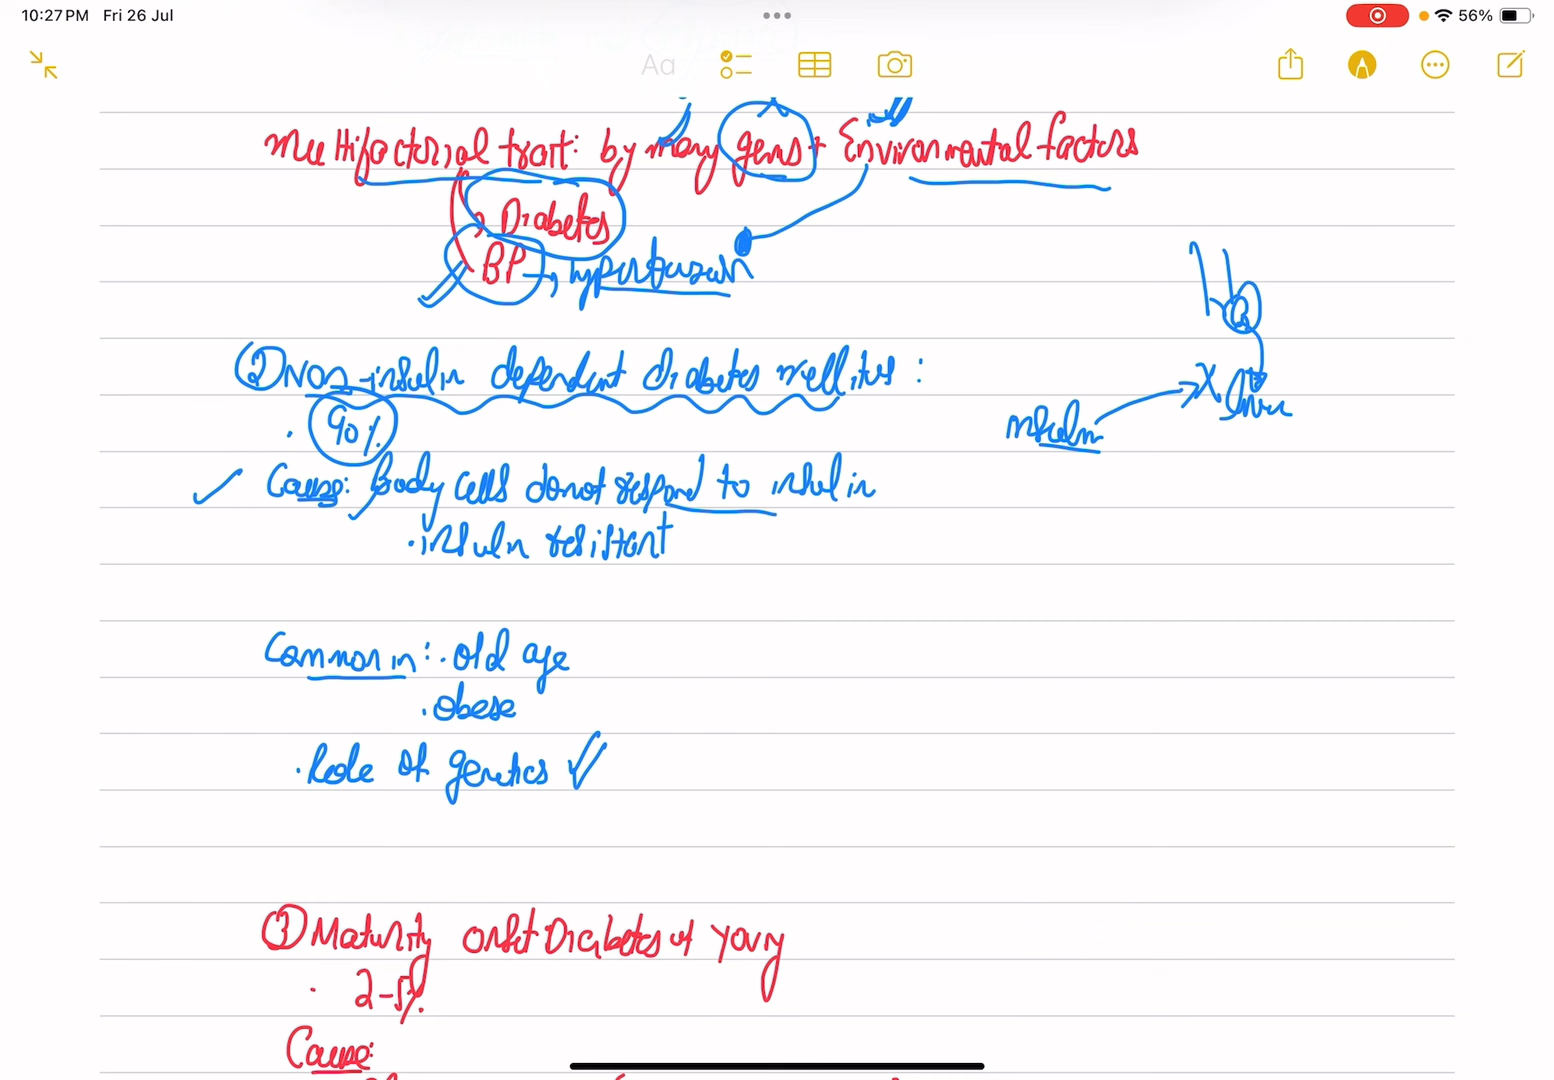 10:27 PM Fri 26 Jul
56%
Aa
Multifactorial trait: by many genes + Environmental factors
, Diabetes
BP → hypertension
② Non-insulin dependent diabetes mellitus :
. 90%
Cause: Body cells donot respond to insulin
. insulin resistant
insulin
x
liver
Common in: . old age
. obese
. Role of genetics
③ Maturity onset Diabetes of young
. 2-5%.
Cause: